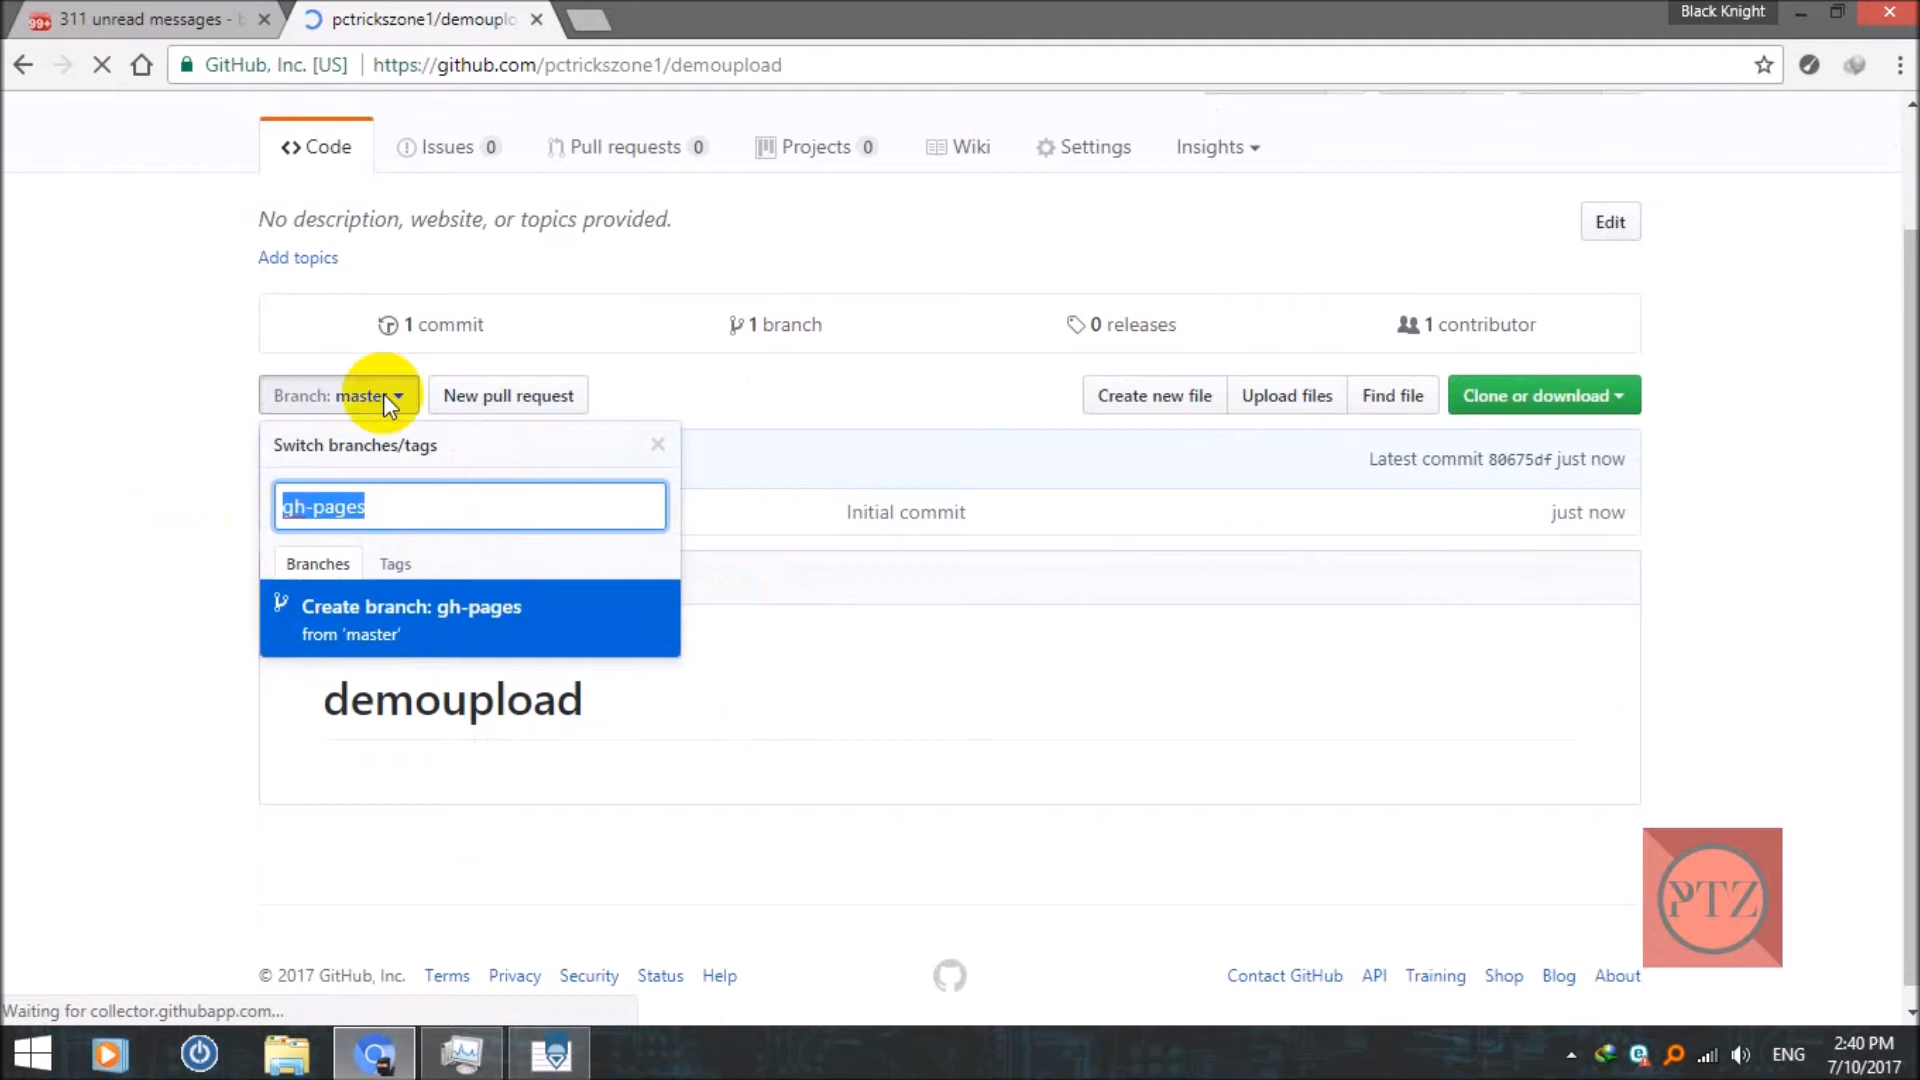 311 unread messages - b
pctrickszone1/demouplo
Black Knight
GitHub, Inc. [US]
https://github.com/pctrickszone1/demoupload
Code
Issues 0
Pull requests 0
Projects 0
Wiki
Settings
Insights
No description, website, or topics provided.
Edit
Add topics
1 commit
1 branch
0 releases
1 contributor
Branch: master
New pull request
Create new file
Upload files
Find file
Clone or download
Switch branches/tags
Latest commit 80675df just now
gh-pages
Initial commit
just now
Branches
Tags
Create branch: gh-pages
from 'master'
demoupload
PTZ
© 2017 GitHub, Inc.
Terms
Privacy
Security
Status
Help
Contact GitHub
API
Training
Shop
Blog
About
Waiting for collector.githubapp.com...
ENG
2:40 PM
7/10/2017
99+